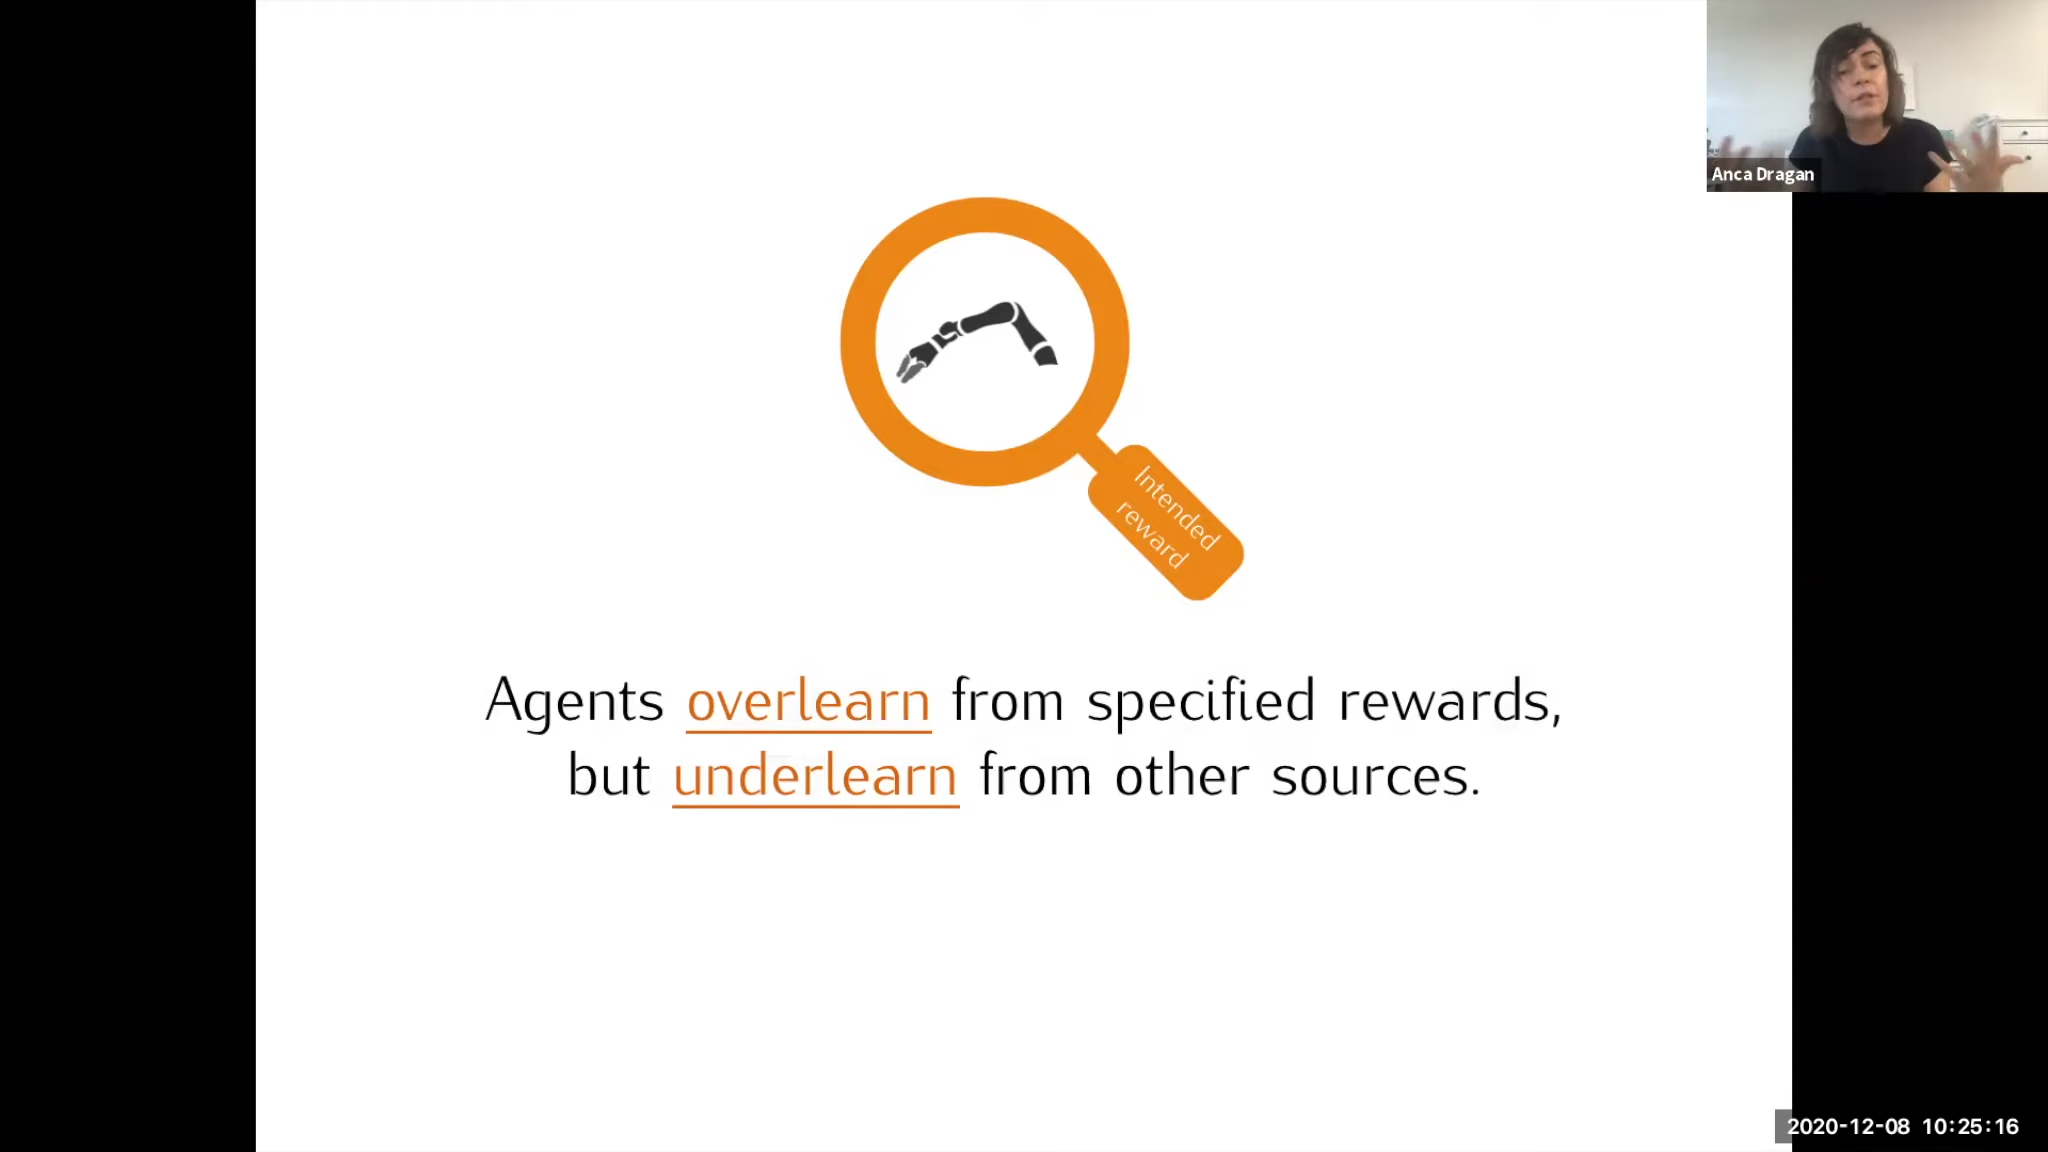 Anca Dragan
Intended
reward
Agents overlearn from specified rewards,
but underlearn from other sources.
2020-12-08 10:25:16